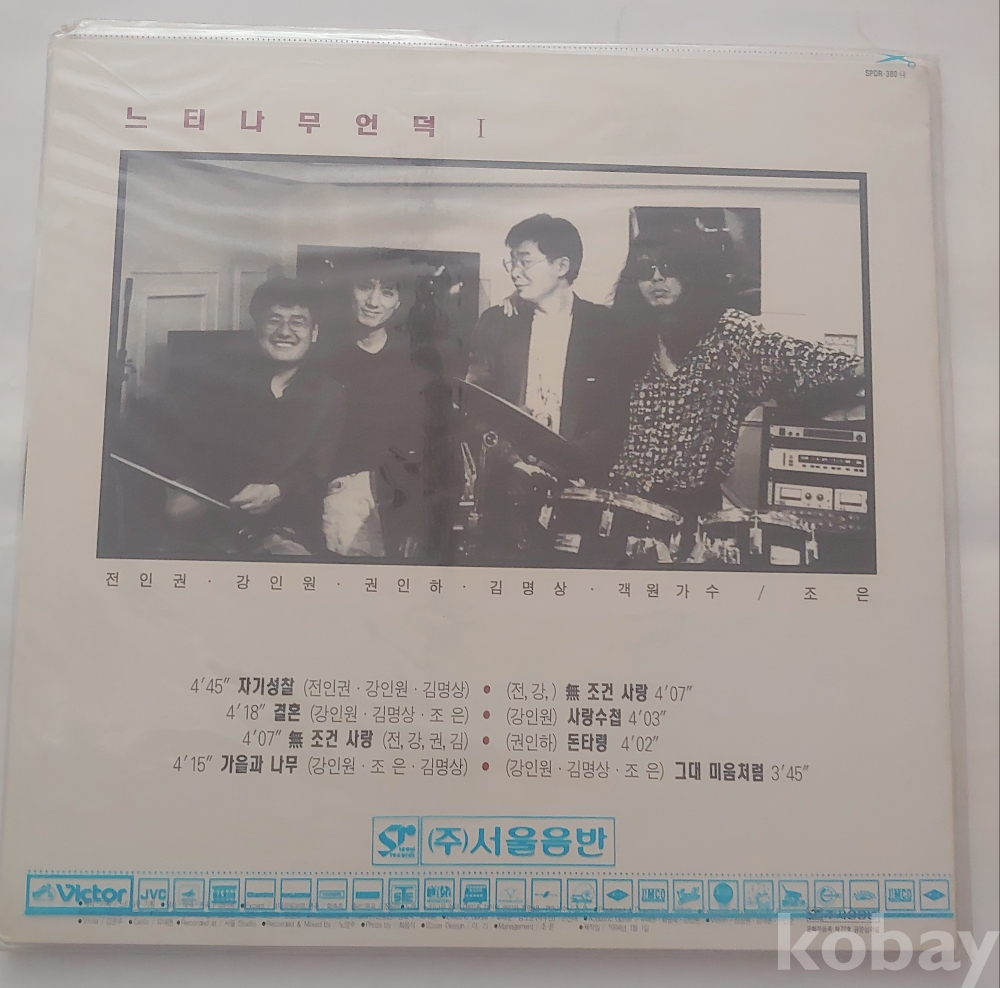 SPDR-380
느티나무언덕 I
전인권 · 강인원 · 권인하 · 김명상 · 객원가수 / 조은
4'45" 자기성찰 (전인권 · 강인원 · 김명상) • (전, 강, ) 無 조건 사랑 4'07"
4'18" 결혼 (강인원 · 김명상 · 조 은) • (강인원) 사랑수첩 4'03"
4'07" 無 조건 사랑 (전, 강, 권, 김) • (권인하) 돈타령 4'02"
4'15" 가을과 나무 (강인원 · 조 은 · 김명상) • (강인원 · 김명상 · 조 은) 그대 미움처럼 3'45"
(주)서울음반
Victor JVC
kobay